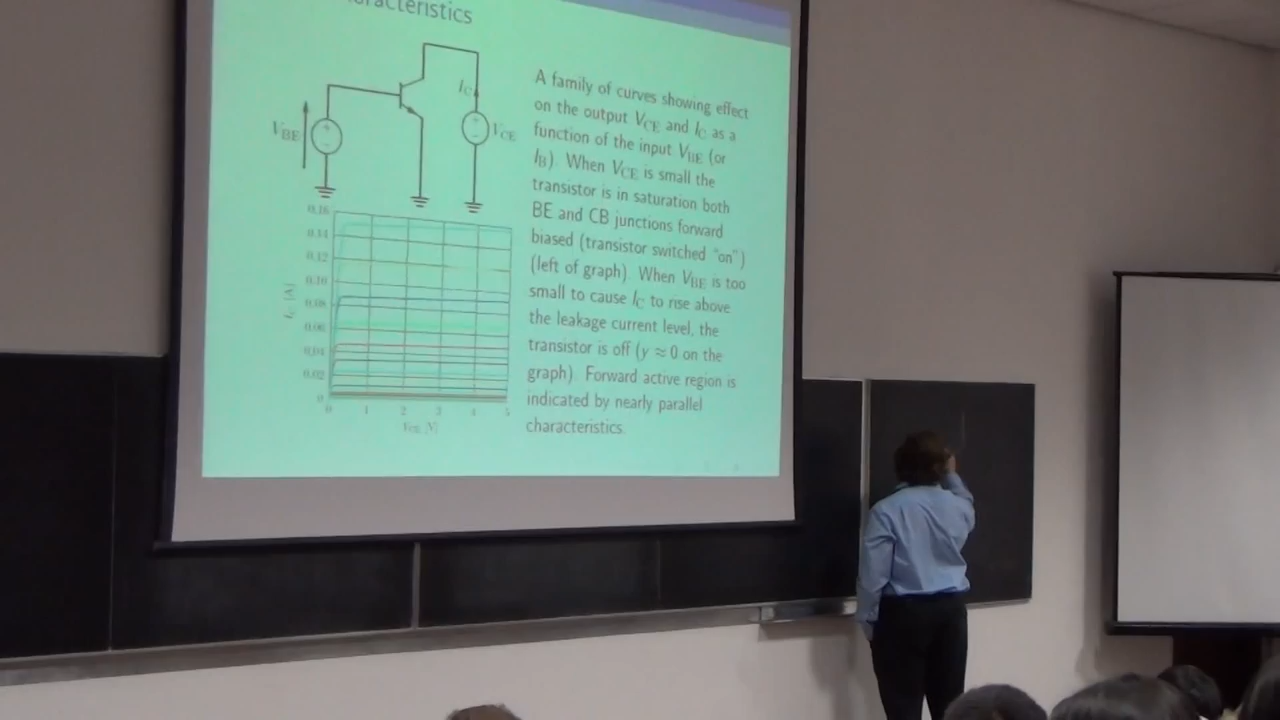 characteristics
I_C
V_BE
V_CE
A family of curves showing effect
on the output V_CE and I_C as a
function of the input V_BE (or
I_B). When V_CE is small the
transistor is in saturation both
BE and CB junctions forward
biased (transistor switched "on")
(left of graph). When V_BE is too
small to cause I_C to rise above
the leakage current level, the
transistor is off (y ≈ 0 on the
graph). Forward active region is
indicated by nearly parallel
characteristics.
0.16
0.14
0.12
0.10
0.08
0.06
0.04
0.02
0
I_C [A]
0 1 2 3 4 5
V_CE [V]